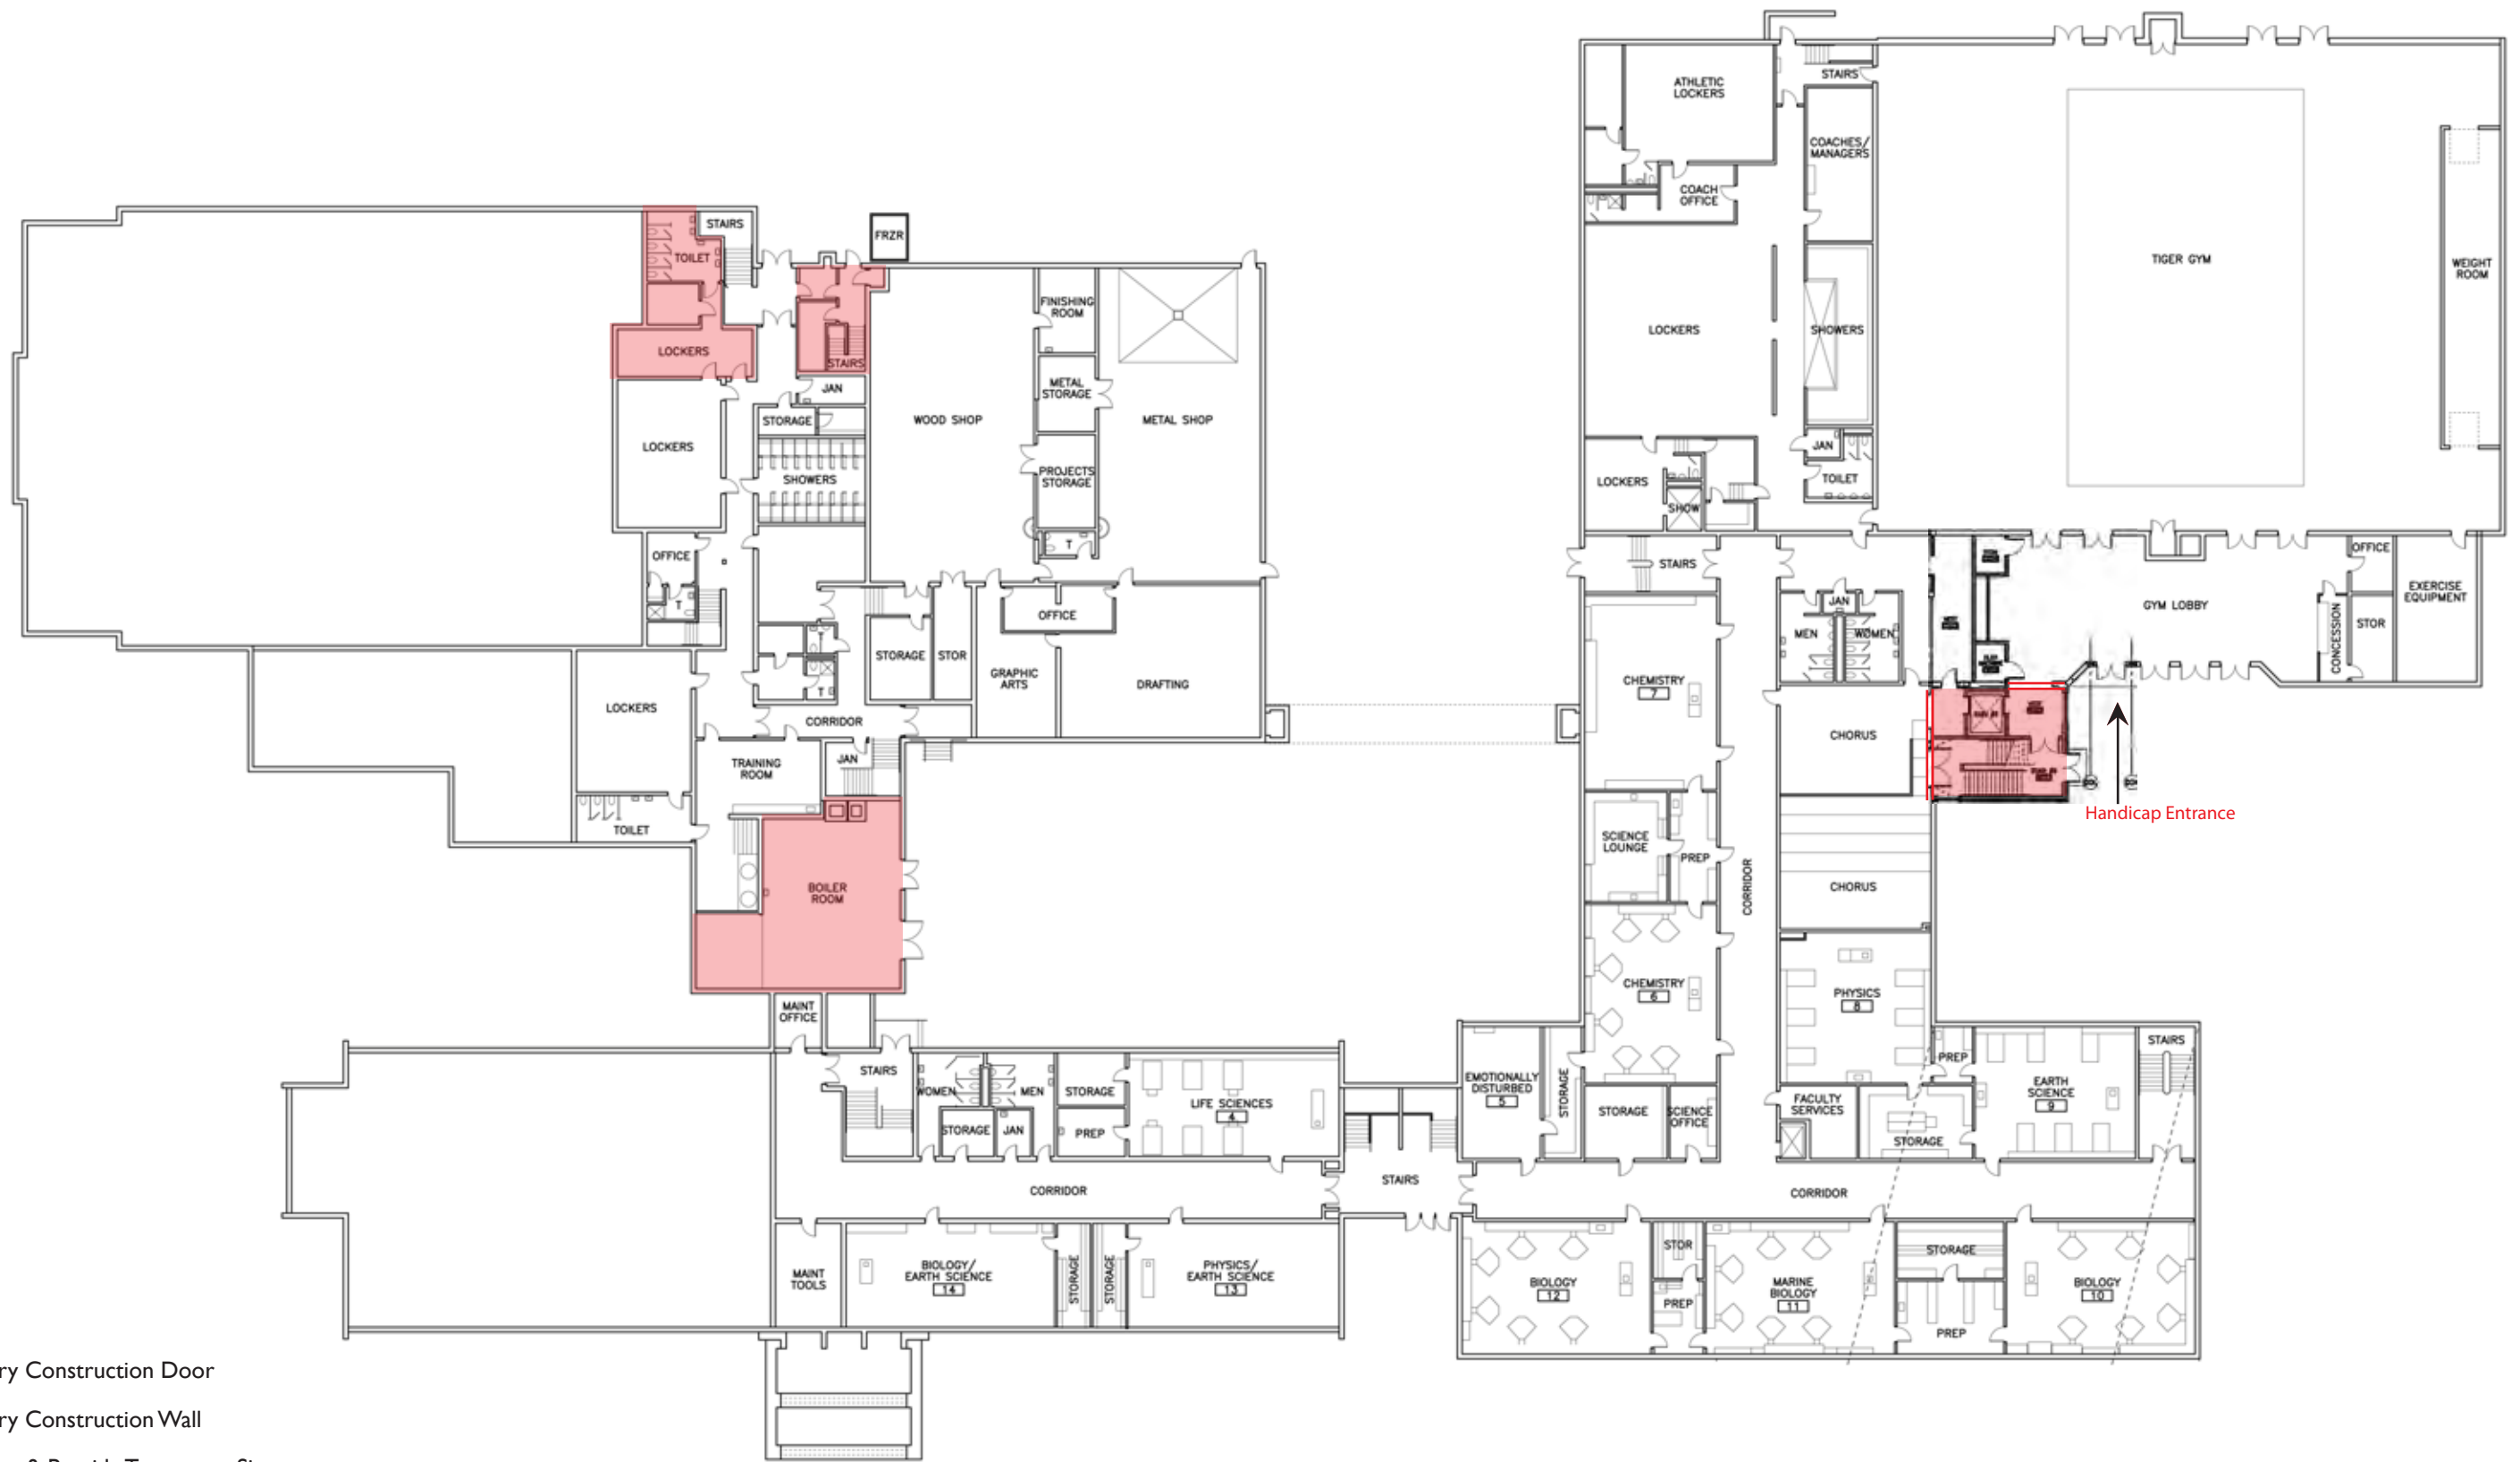 ATHLETIC
LOCKERS
STAIRS
COACHES/
MANAGERS
COACH
OFFICE
TIGER GYM
WEIGHT
ROOM
LOCKERS
SHOWERS
JAN
TOILET
LOCKERS
SHOW
STAIRS
TOILET
FRZR
LOCKERS
STAIRS
JAN
STORAGE
LOCKERS
SHOWERS
WOOD SHOP
FINISHING
ROOM
METAL
STORAGE
METAL SHOP
PROJECTS
STORAGE
T
OFFICE
T
OFFICE
T
STORAGE
STOR
GRAPHIC
ARTS
DRAFTING
T
LOCKERS
CORRIDOR
TRAINING
ROOM
JAN
TOILET
BOILER
ROOM
MAINT
OFFICE
STAIRS
JAN
MEN
WOMEN
GYM LOBBY
OFFICE
EXERCISE
EQUIPMENT
CONCESSION
STOR
CHEMISTRY
7
CHORUS
Handicap Entrance
SCIENCE
LOUNGE
PREP
CORRIDOR
CHORUS
CHEMISTRY
6
PHYSICS
8
STAIRS
WOMEN
MEN
STORAGE
LIFE SCIENCES
4
STORAGE
JAN
PREP
EMOTIONALLY
DISTURBED
5
STORAGE
STORAGE
SCIENCE
OFFICE
FACULTY
SERVICES
PREP
STORAGE
EARTH
SCIENCE
9
STAIRS
CORRIDOR
STAIRS
CORRIDOR
MAINT
TOOLS
BIOLOGY/
EARTH SCIENCE
14
STORAGE
STORAGE
PHYSICS/
EARTH SCIENCE
13
BIOLOGY
12
STOR
PREP
MARINE
BIOLOGY
11
STORAGE
PREP
BIOLOGY
10
ry Construction Door
ry Construction Wall